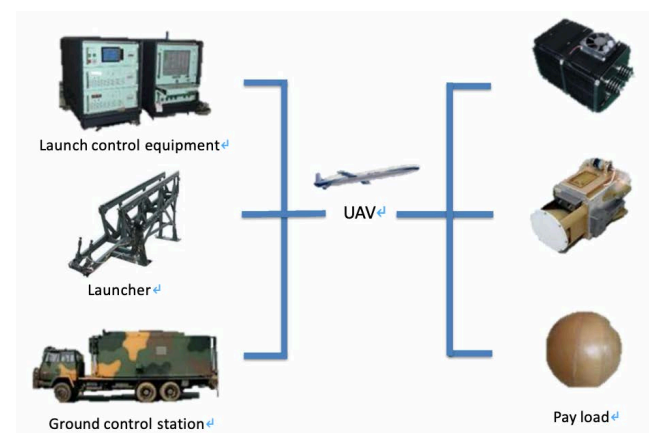 Launch control equipment↵
UAV↵
Launcher↵
Ground control station↵
Pay load↵